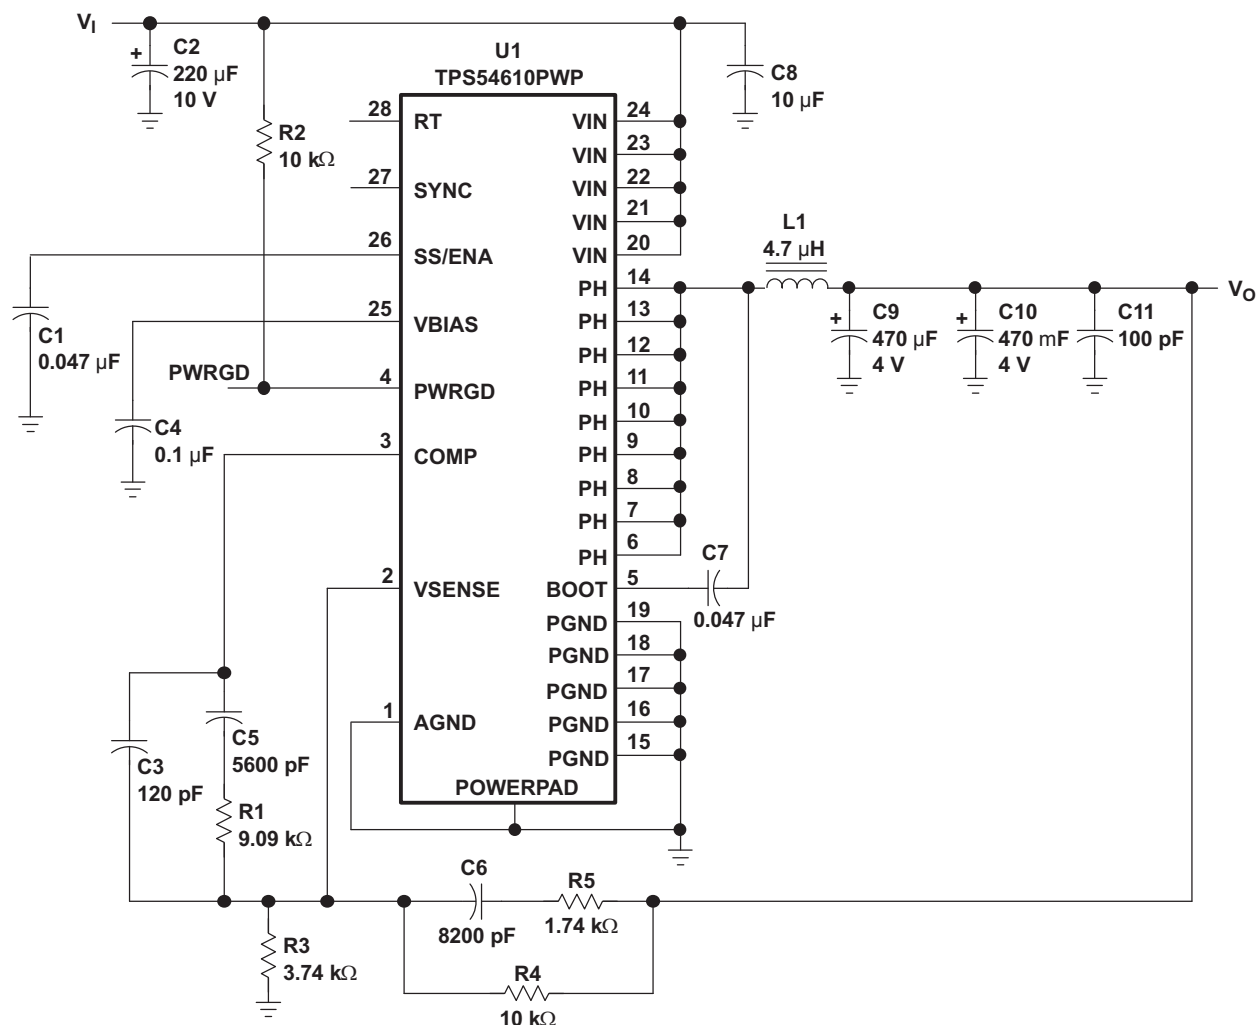 V_I
C2
220 µF
10 V
+
R2
10 kΩ
U1
TPS54610PWP
C8
10 µF
28 RT
27 SYNC
26 SS/ENA
25 VBIAS
PWRGD
4 PWRGD
3 COMP
2 VSENSE
1 AGND
VIN 24
VIN 23
VIN 22
VIN 21
VIN 20
PH 14
PH 13
PH 12
PH 11
PH 10
PH 9
PH 8
PH 7
PH 6
BOOT 5
PGND 19
PGND 18
PGND 17
PGND 16
PGND 15
POWERPAD
C1
0.047 µF
C4
0.1 µF
L1
4.7 µH
+
C9
470 µF
4 V
+
C10
470 mF
4 V
C11
100 pF
V_O
C7
0.047 µF
C3
120 pF
C5
5600 pF
R1
9.09 kΩ
C6
8200 pF
R5
1.74 kΩ
R3
3.74 kΩ
R4
10 kΩ